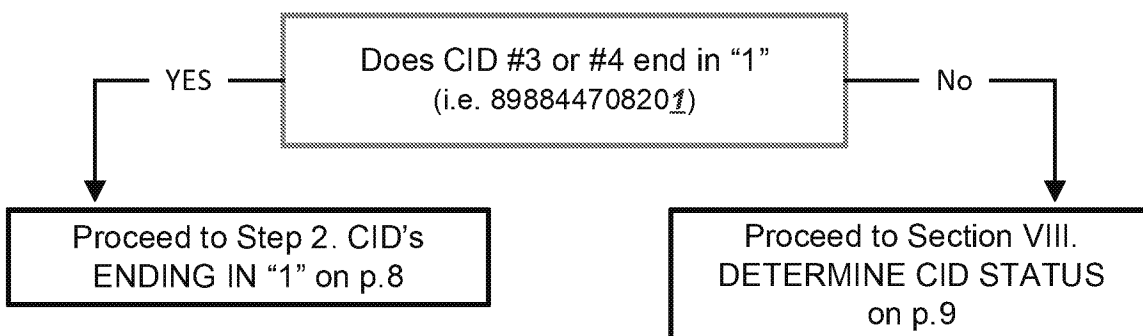 Does CID #3 or #4 end in “1”
YES
No
(i.e. 898844708201)
Proceed to Step 2. CID’s
ENDING IN “1” on p.8
Proceed to Section VIII.
DETERMINE CID STATUS
on p.9